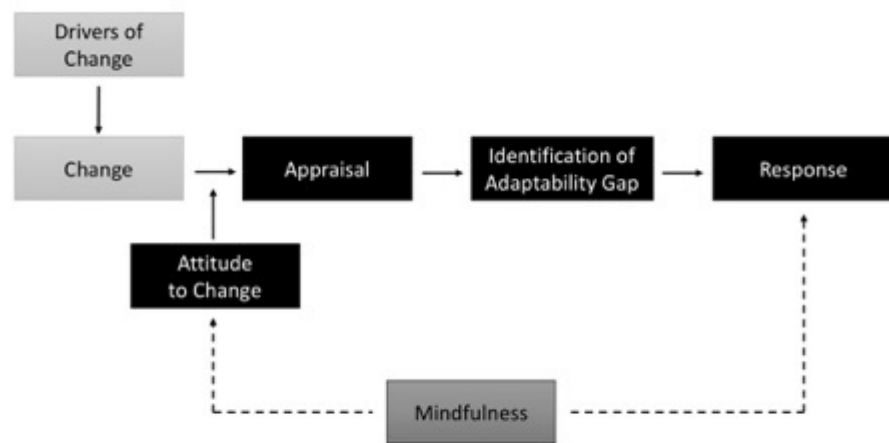 Drivers of
Change
Change
Appraisal
Identification of
Adaptability Gap
Response
Attitude
to Change
Mindfulness